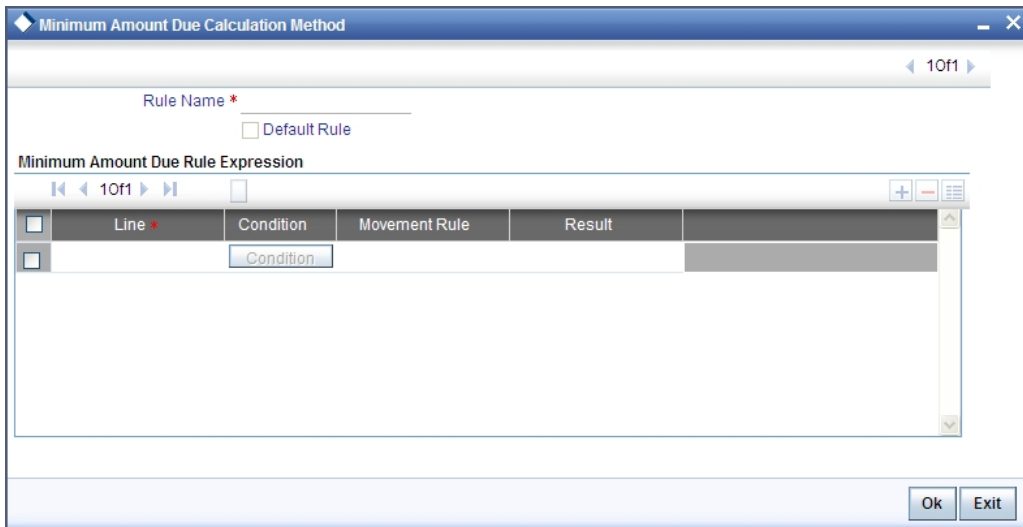 Minimum Amount Due Calculation Method
1Of1
Rule Name *
Default Rule
Minimum Amount Due Rule Expression
1Of1
Line * Condition Movement Rule Result
Condition
Ok Exit